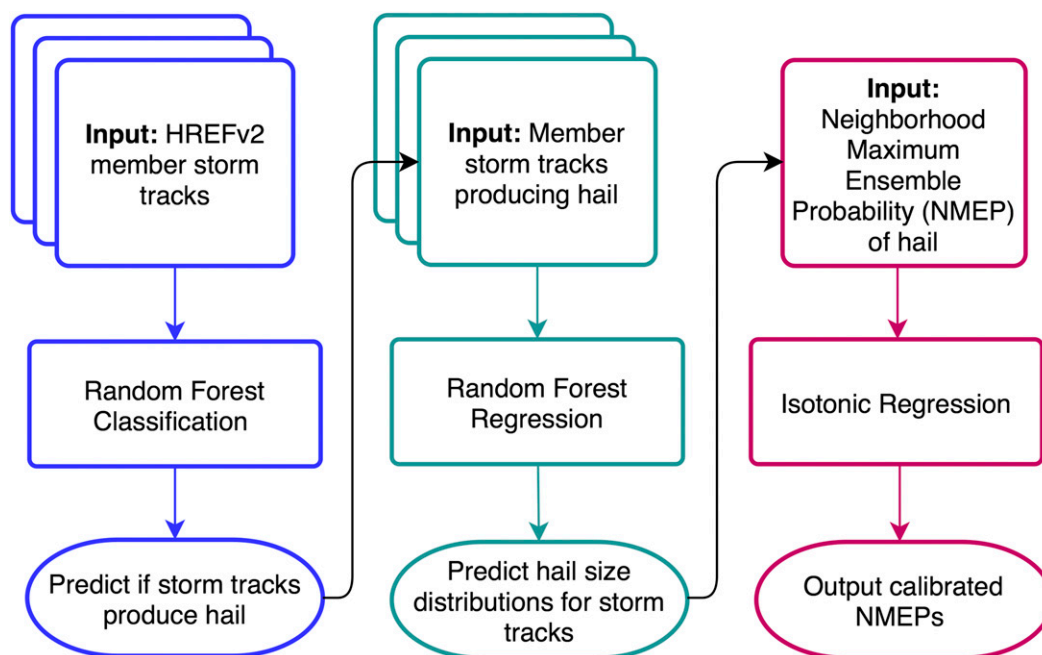 Input: HREFv2
member storm
tracks
Random Forest
Classification
Predict if storm tracks
produce hail
Input: Member
storm tracks
producing hail
Random Forest
Regression
Predict hail size
distributions for storm
tracks
Input:
Neighborhood
Maximum
Ensemble
Probability (NMEP)
of hail
Isotonic Regression
Output calibrated
NMEPs